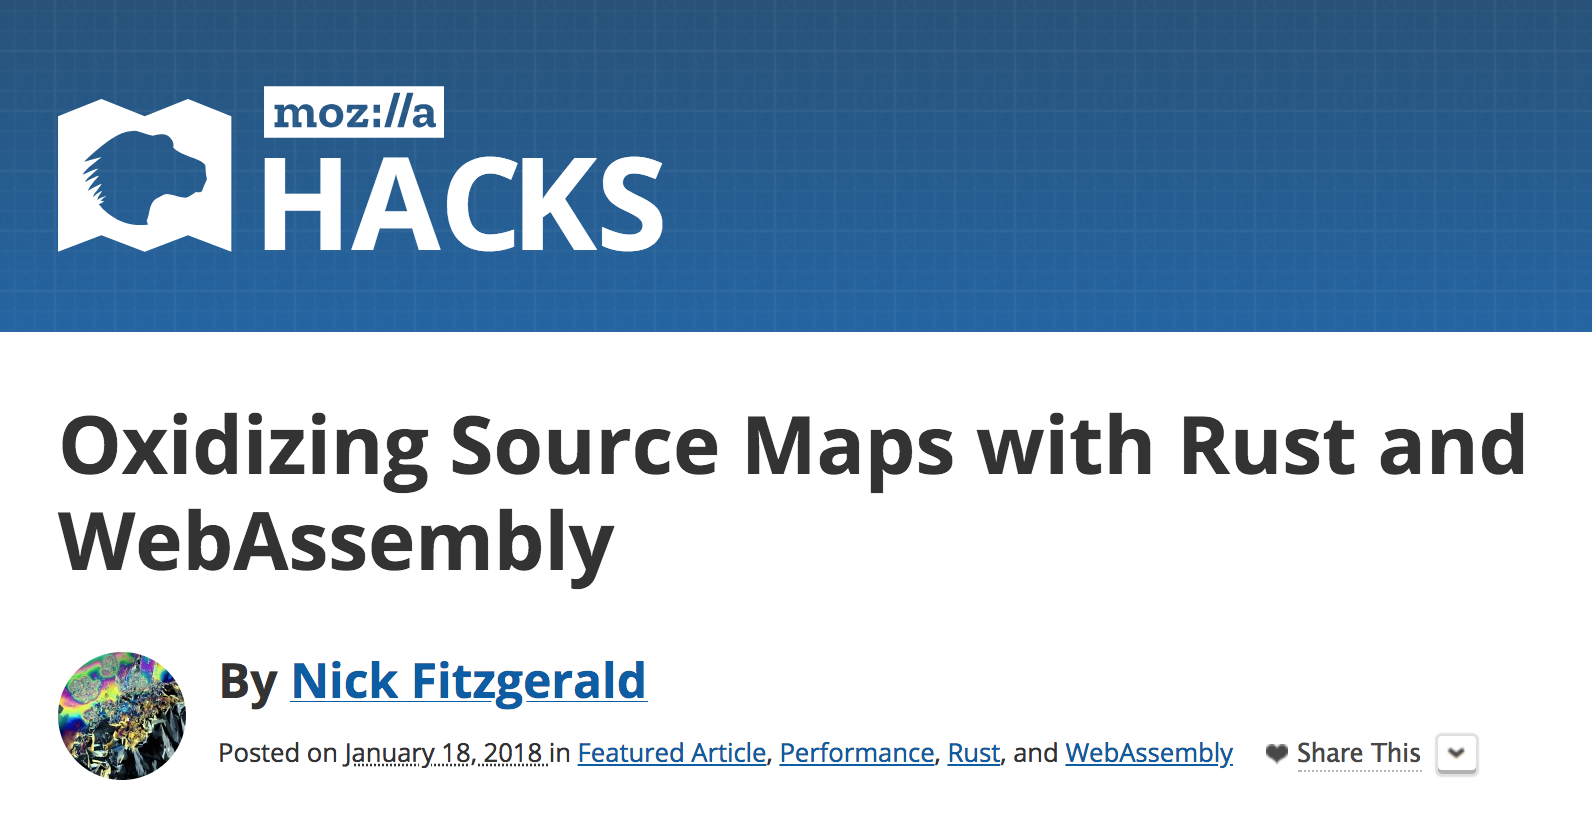 moz://a
HACKS
Oxidizing Source Maps with Rust and
WebAssembly
By Nick Fitzgerald
Posted on January 18, 2018 in Featured Article, Performance, Rust, and WebAssembly Share This